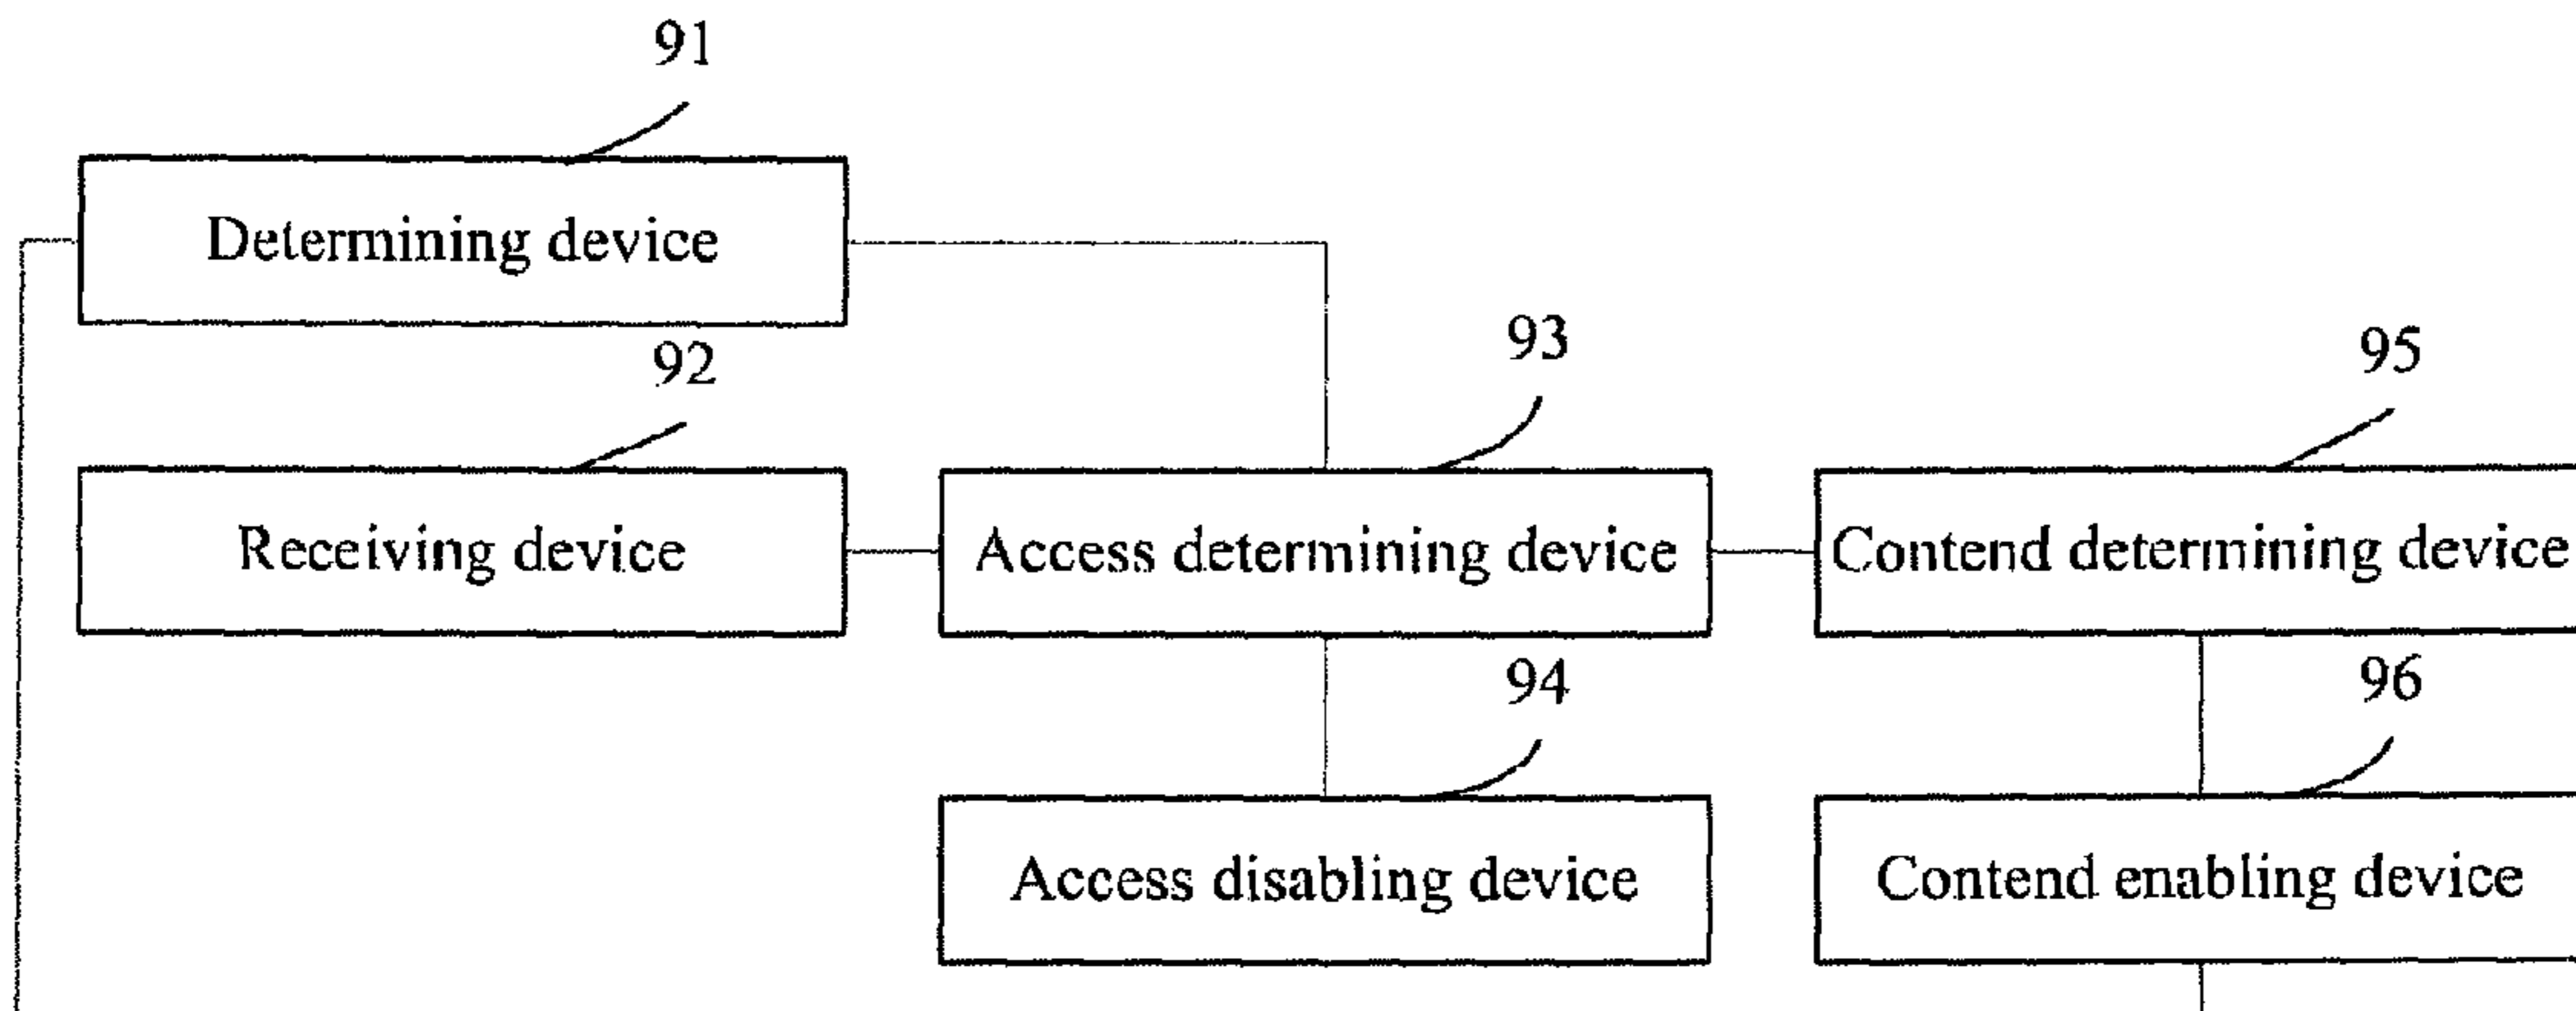 91
Determining device
92
93
95
Receiving device
Access determining device
Contend determining device
94
96
Access disabling device
Contend enabling device